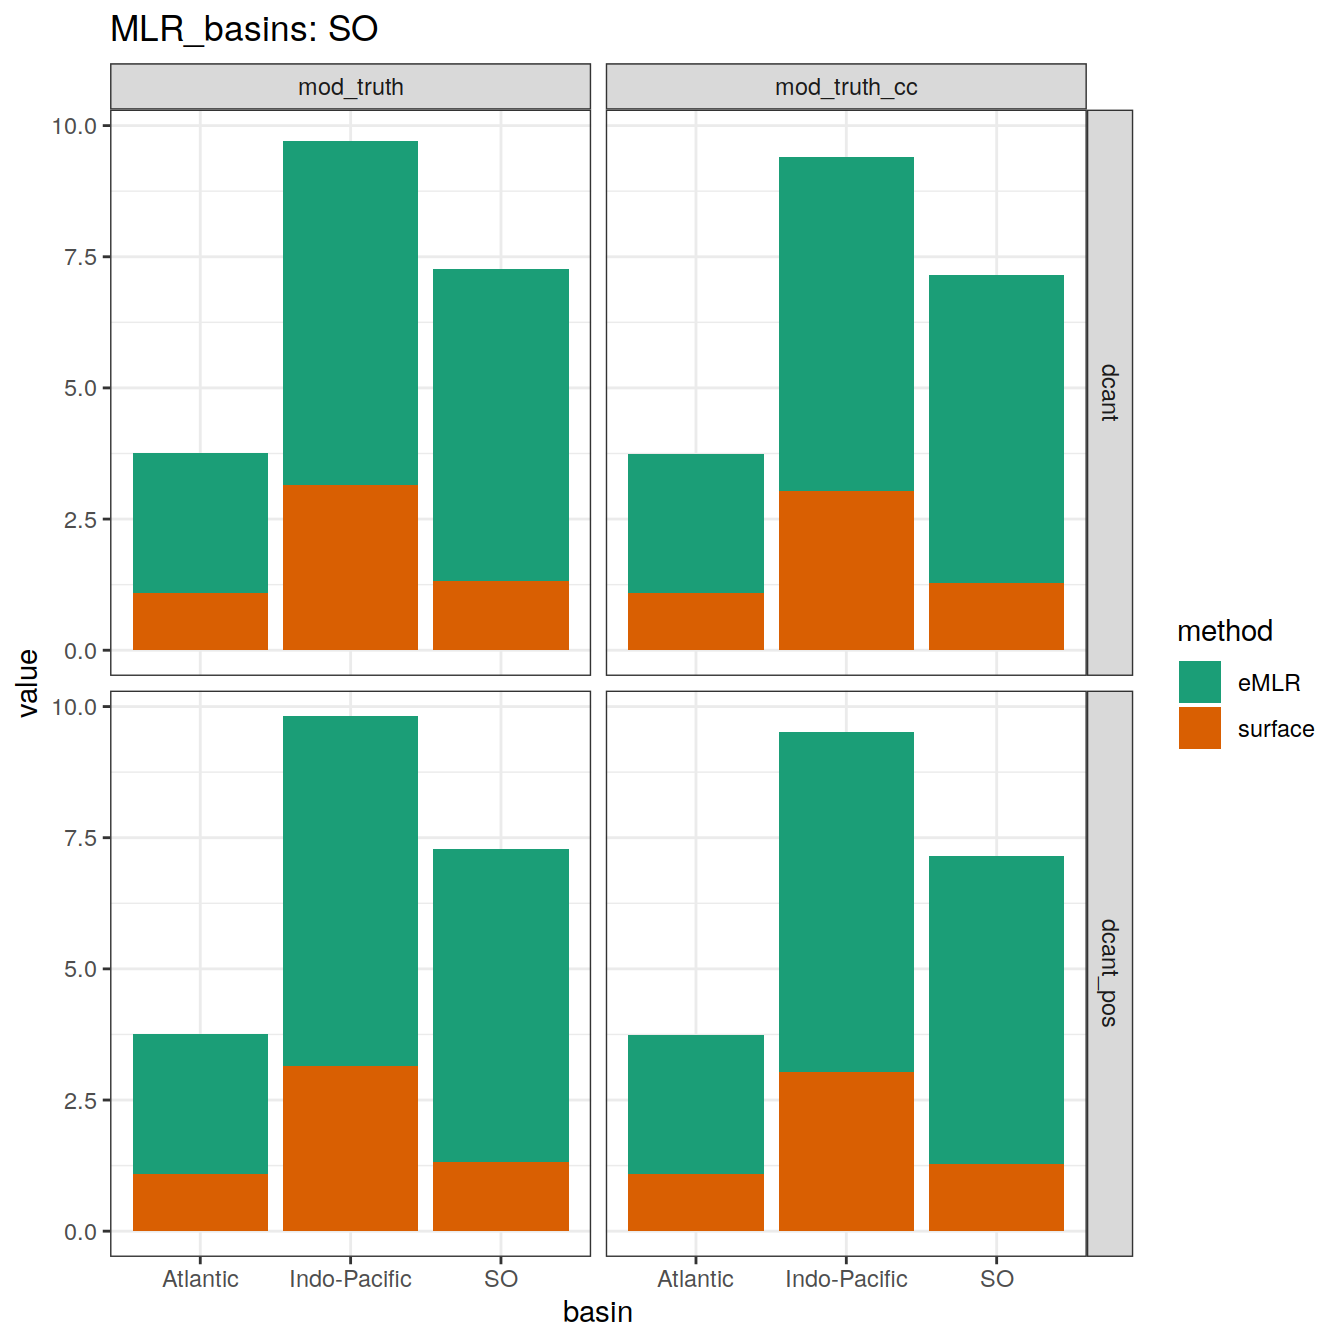 MLR_basins: SO
mod_truth
mod_truth_cc
10.0
7.5
5.0
2.5
0.0
dcant
10.0
7.5
5.0
2.5
0.0
dcant_pos
value
Atlantic
Indo-Pacific
SO
Atlantic
Indo-Pacific
SO
basin
method
eMLR
surface